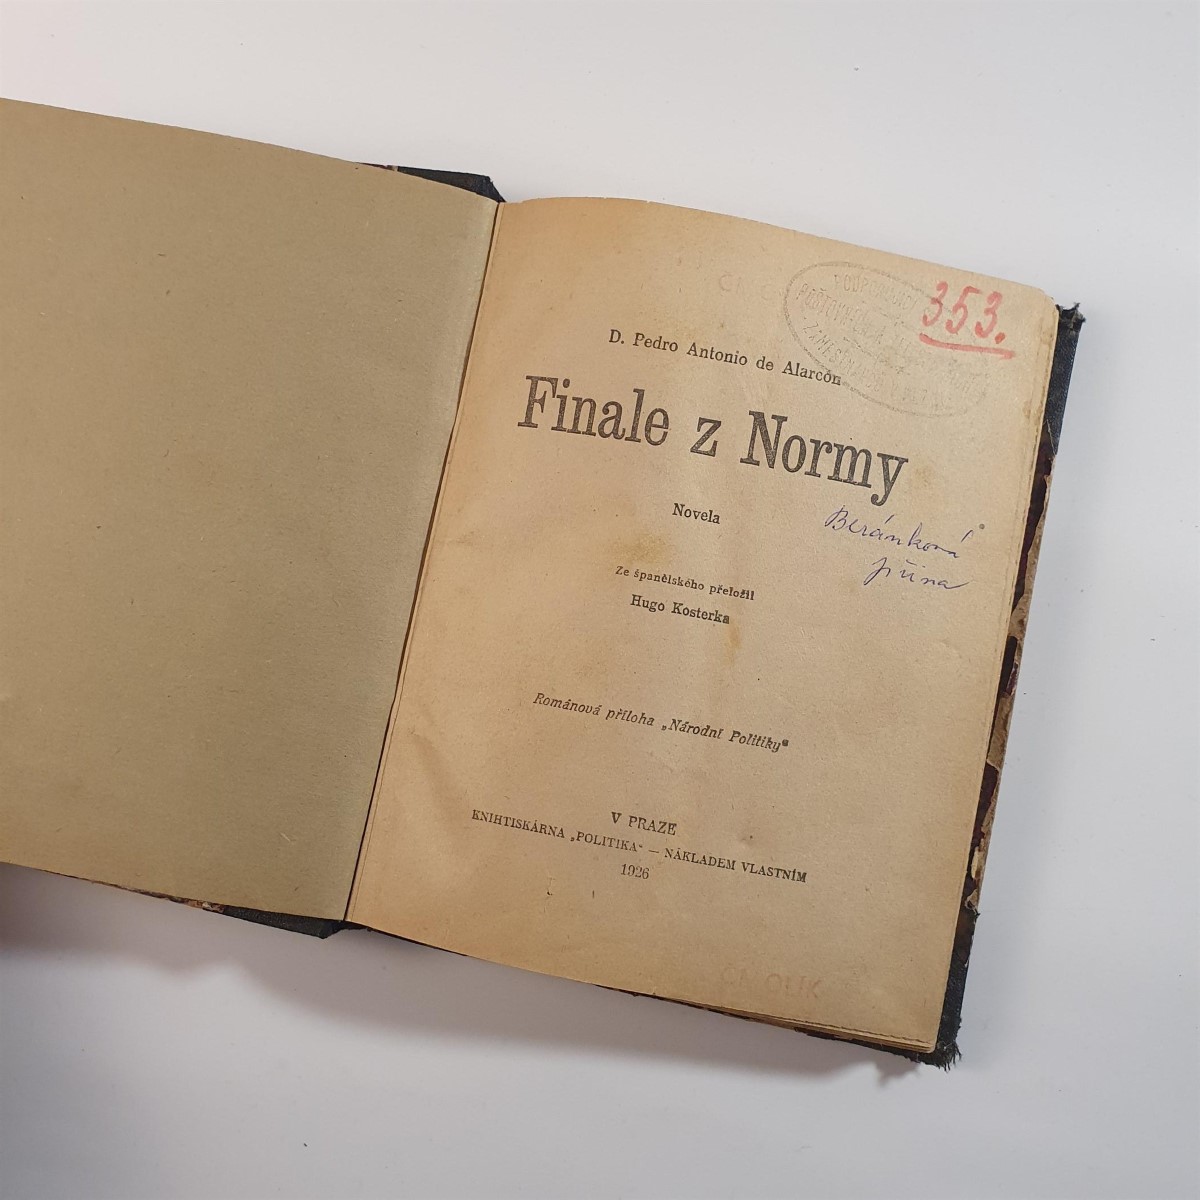 353.
D. Pedro Antonio de Alarcón
Finale z Normy
Novela
Beránková
Jiřina
Ze španělského přeložil
Hugo Kosterka
Románová příloha „Národní Politiky“
V PRAZE
KNIHTISKÁRNA „POLITIKA“ — NÁKLADEM VLASTNÍM
1926